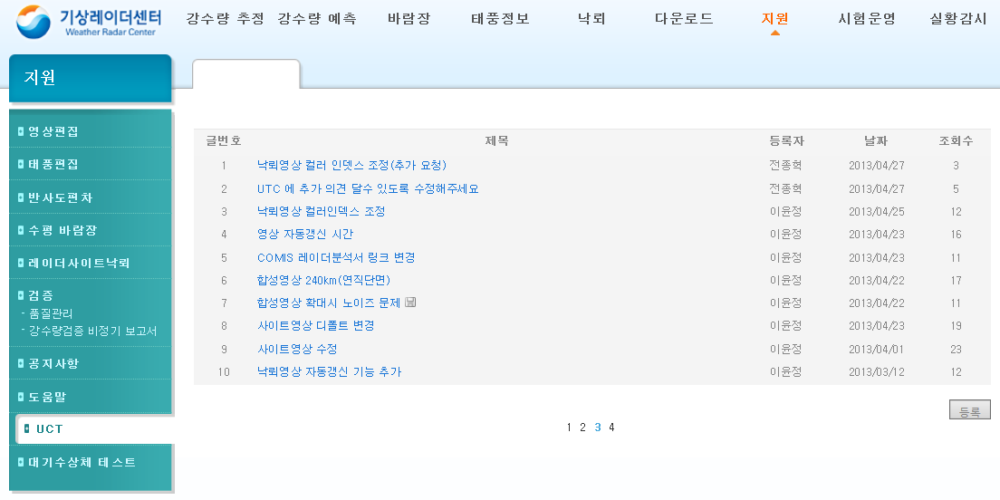 기상레이더센터
Weather Radar Center
강수량 추정 강수량 예측 바람장 태풍정보 낙뢰 다운로드 지원 시험운영 실황감시
지원
영상편집
태풍편집
반사도편차
수평 바람장
레이더사이트낙뢰
검증
- 품질관리
- 강수량검증 비정기 보고서
공지사항
도움말
UCT
대기수상체 테스트
글번호 제목 등록자 날짜 조회수
1 낙뢰영상 컬러 인뎃스 조정(추가 요청) 전종혁 2013/04/27 3
2 UTC 에 추가 의견 달수 있도록 수정해주세요 전종혁 2013/04/27 5
3 낙뢰영상 컬러인덱스 조정 이윤정 2013/04/25 12
4 영상 자동갱신 시간 이윤정 2013/04/23 16
5 COMIS 레이더분석서 링크 변경 이윤정 2013/04/23 11
6 합성영상 240km(연직단면) 이윤정 2013/04/22 17
7 합성영상 확대시 노이즈 문제 이윤정 2013/04/22 11
8 사이트영상 디폴트 변경 이윤정 2013/04/23 19
9 사이트영상 수정 이윤정 2013/04/01 23
10 낙뢰영상 자동갱신 기능 추가 이윤정 2013/03/12 12
등록
1 2 3 4